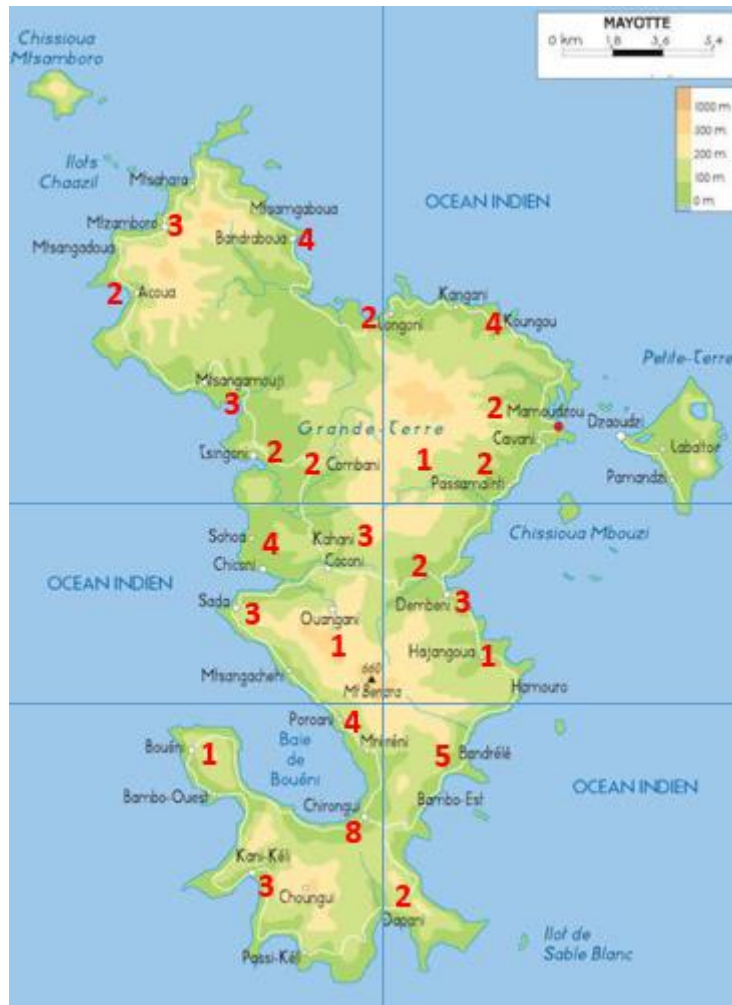 MAYOTTE
0 km 1,8 3,6 5,4
Chissioua
Mtsamboro
1000 m
300 m
200 m
100 m
0 m
Ilots
Choazil
Mtsahara
Mtsamgaboua
OCEAN INDIEN
Mtzamboro
3
Bandraboua
4
Mtsangadoua
2
Acoua
2
Longoni
Kangani
4
Koungou
Petite-Terre
Mtsangamouji
3
2
Mamoudzou
Dzaoudzi
Grande-Terre
Cavani
Labattoir
Tsingoni
2
2
Combani
1
2
Passamainti
Pamandzi
Chissioua Mbouzi
Sohoa
4
Kahani
3
Chiconi
Coconi
OCEAN INDIEN
2
Dembeni
3
Sada
3
Ouangani
1
Hajangoua
1
660
Mt Benara
Mtsangachehi
Hamouro
Poroani
4
Mréréni
Bouéni
1
Baie
de
Bouéni
5
Bandrélé
OCEAN INDIEN
Bambo-Ouest
Bambo-Est
Chirongui
8
Kani-Kéli
3
Choungui
2
Dapani
Passi-Kéli
Ilot de
Sable Blanc